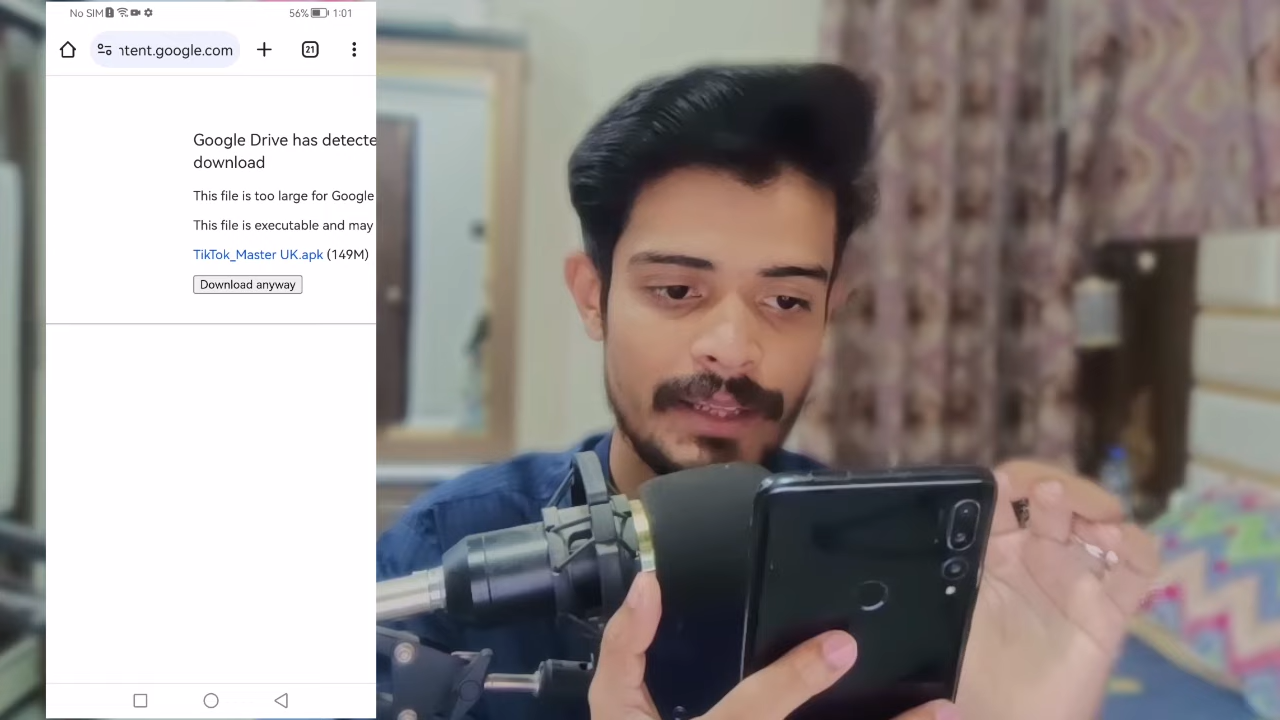 No SIM 56% 1:01
ntent.google.com 21
Google Drive has detecte
download
This file is too large for Google
This file is executable and may
TikTok_Master UK.apk (149M)
Download anyway